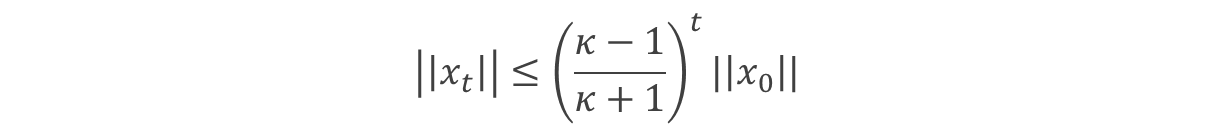 ||x_t|| ≤ ((κ − 1)/(κ + 1))^t ||x_0||